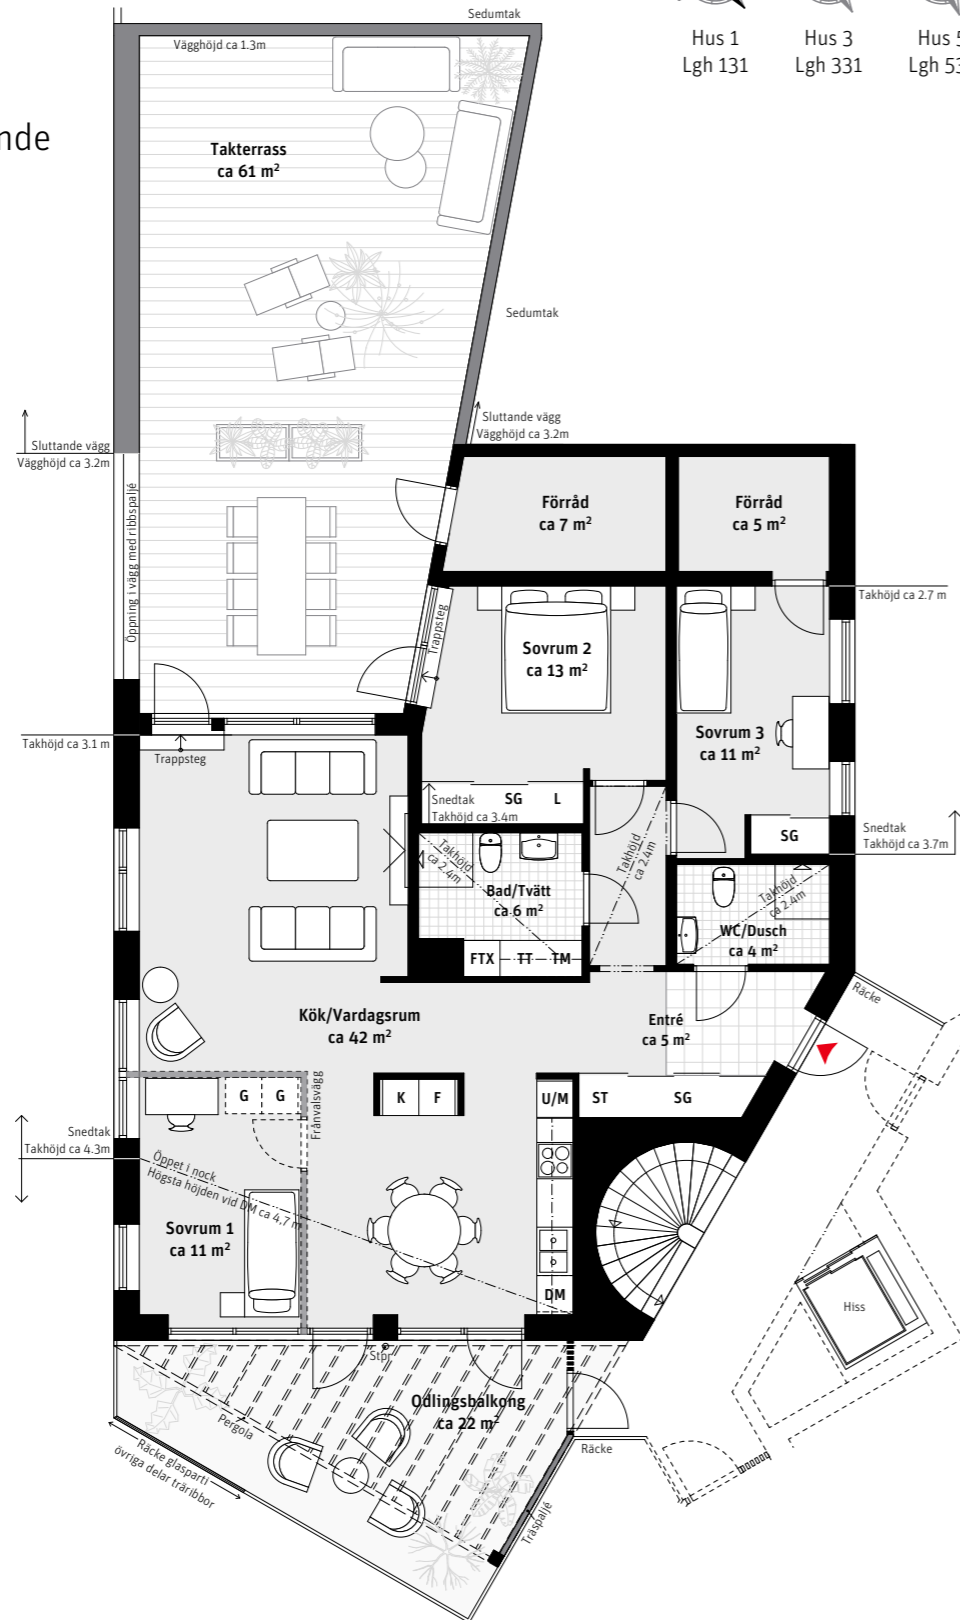 Sedumtak
Vägghöjd ca 1.3m
Hus 1
Lgh 131
Hus 3
Lgh 331
Hus
Lgh
Takterrass
ca 61 m²
Sedumtak
Sluttande vägg
Vägghöjd ca 3.2m
Sluttande vägg
Vägghöjd ca 3.2m
Öppning i vägg med ribbspaljé
Förråd
ca 7 m²
Förråd
ca 5 m²
Takhöjd ca 2.7 m
Trappsteg
Sovrum 2
ca 13 m²
Sovrum 3
ca 11 m²
Takhöjd ca 3.1 m
Trappsteg
Snedtak
Takhöjd ca 3.4m
SG
L
Takhöjd
ca 2.4m
SG
Snedtak
Takhöjd ca 3.7m
Takhöjd
ca 2.4m
Bad/Tvätt
ca 6 m²
Takhöjd
ca 2.4m
WC/Dusch
ca 4 m²
FTX
TT
TM
Räcke
Kök/Vardagsrum
ca 42 m²
Entré
ca 5 m²
G
G
Frånvalsvägg
K
F
U/M
ST
SG
Snedtak
Takhöjd ca 4.3m
Öppet i nock
Högsta höjden vid DM ca 4,7 m
Sovrum 1
ca 11 m²
DM
Hiss
Stpr
Odlingsbalkong
ca 22 m²
Pergola
Räcke glasparti
övriga delar träribbor
Räcke
Träspaljé